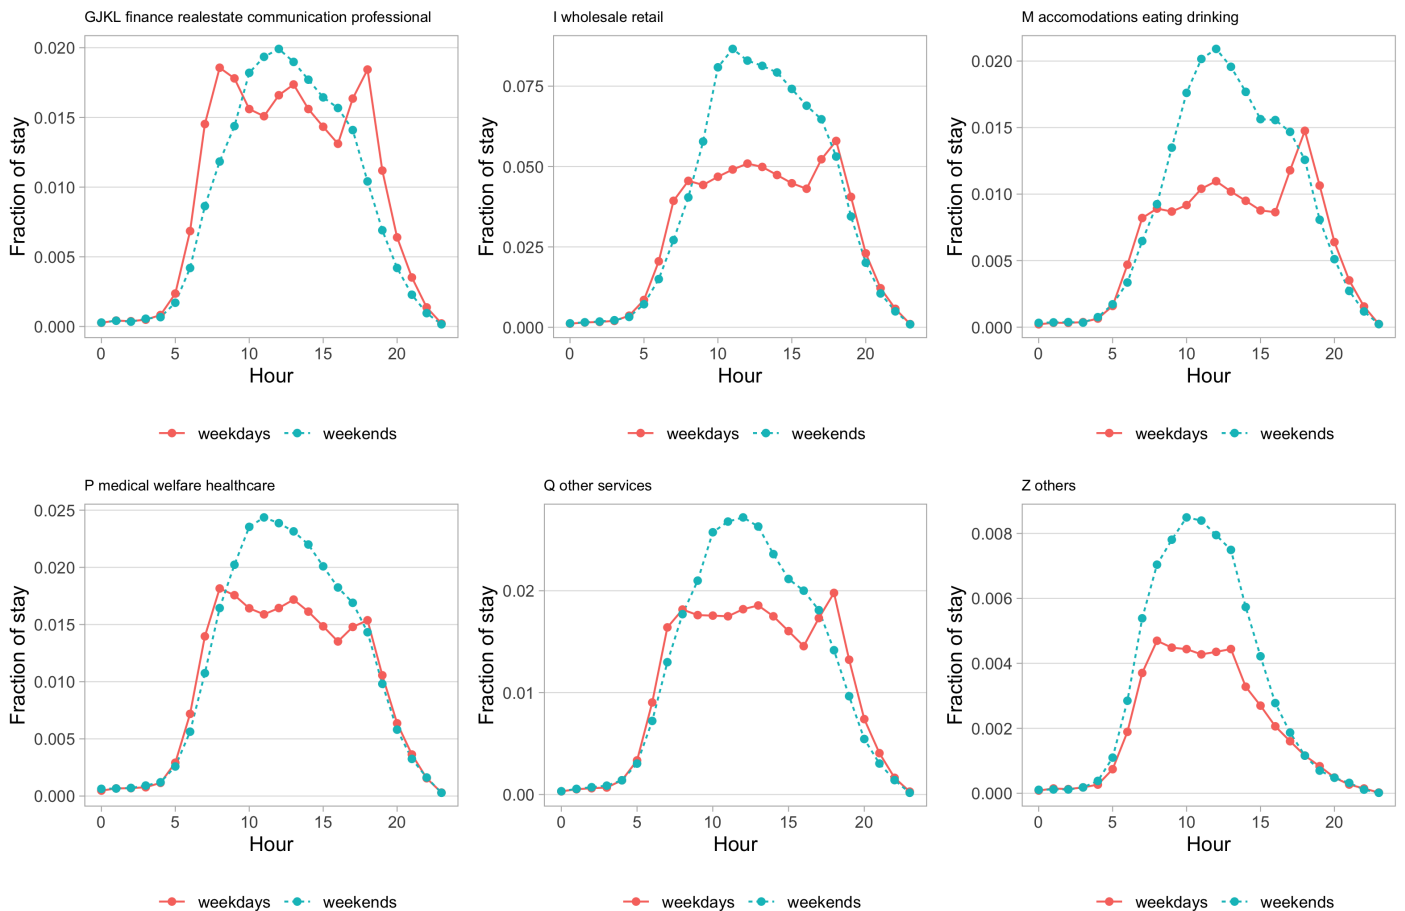 GJKL finance realestate communication professional
0.020
0.015
0.010
0.005
0.000
Fraction of stay
0 5 10 15 20
Hour
weekdays weekends
I wholesale retail
0.075
0.050
0.025
0.000
Fraction of stay
0 5 10 15 20
Hour
weekdays weekends
M accomodations eating drinking
0.020
0.015
0.010
0.005
0.000
Fraction of stay
0 5 10 15 20
Hour
weekdays weekends
P medical welfare healthcare
0.025
0.020
0.015
0.010
0.005
0.000
Fraction of stay
0 5 10 15 20
Hour
weekdays weekends
Q other services
0.02
0.01
0.00
Fraction of stay
0 5 10 15 20
Hour
weekdays weekends
Z others
0.008
0.006
0.004
0.002
0.000
Fraction of stay
0 5 10 15 20
Hour
weekdays weekends